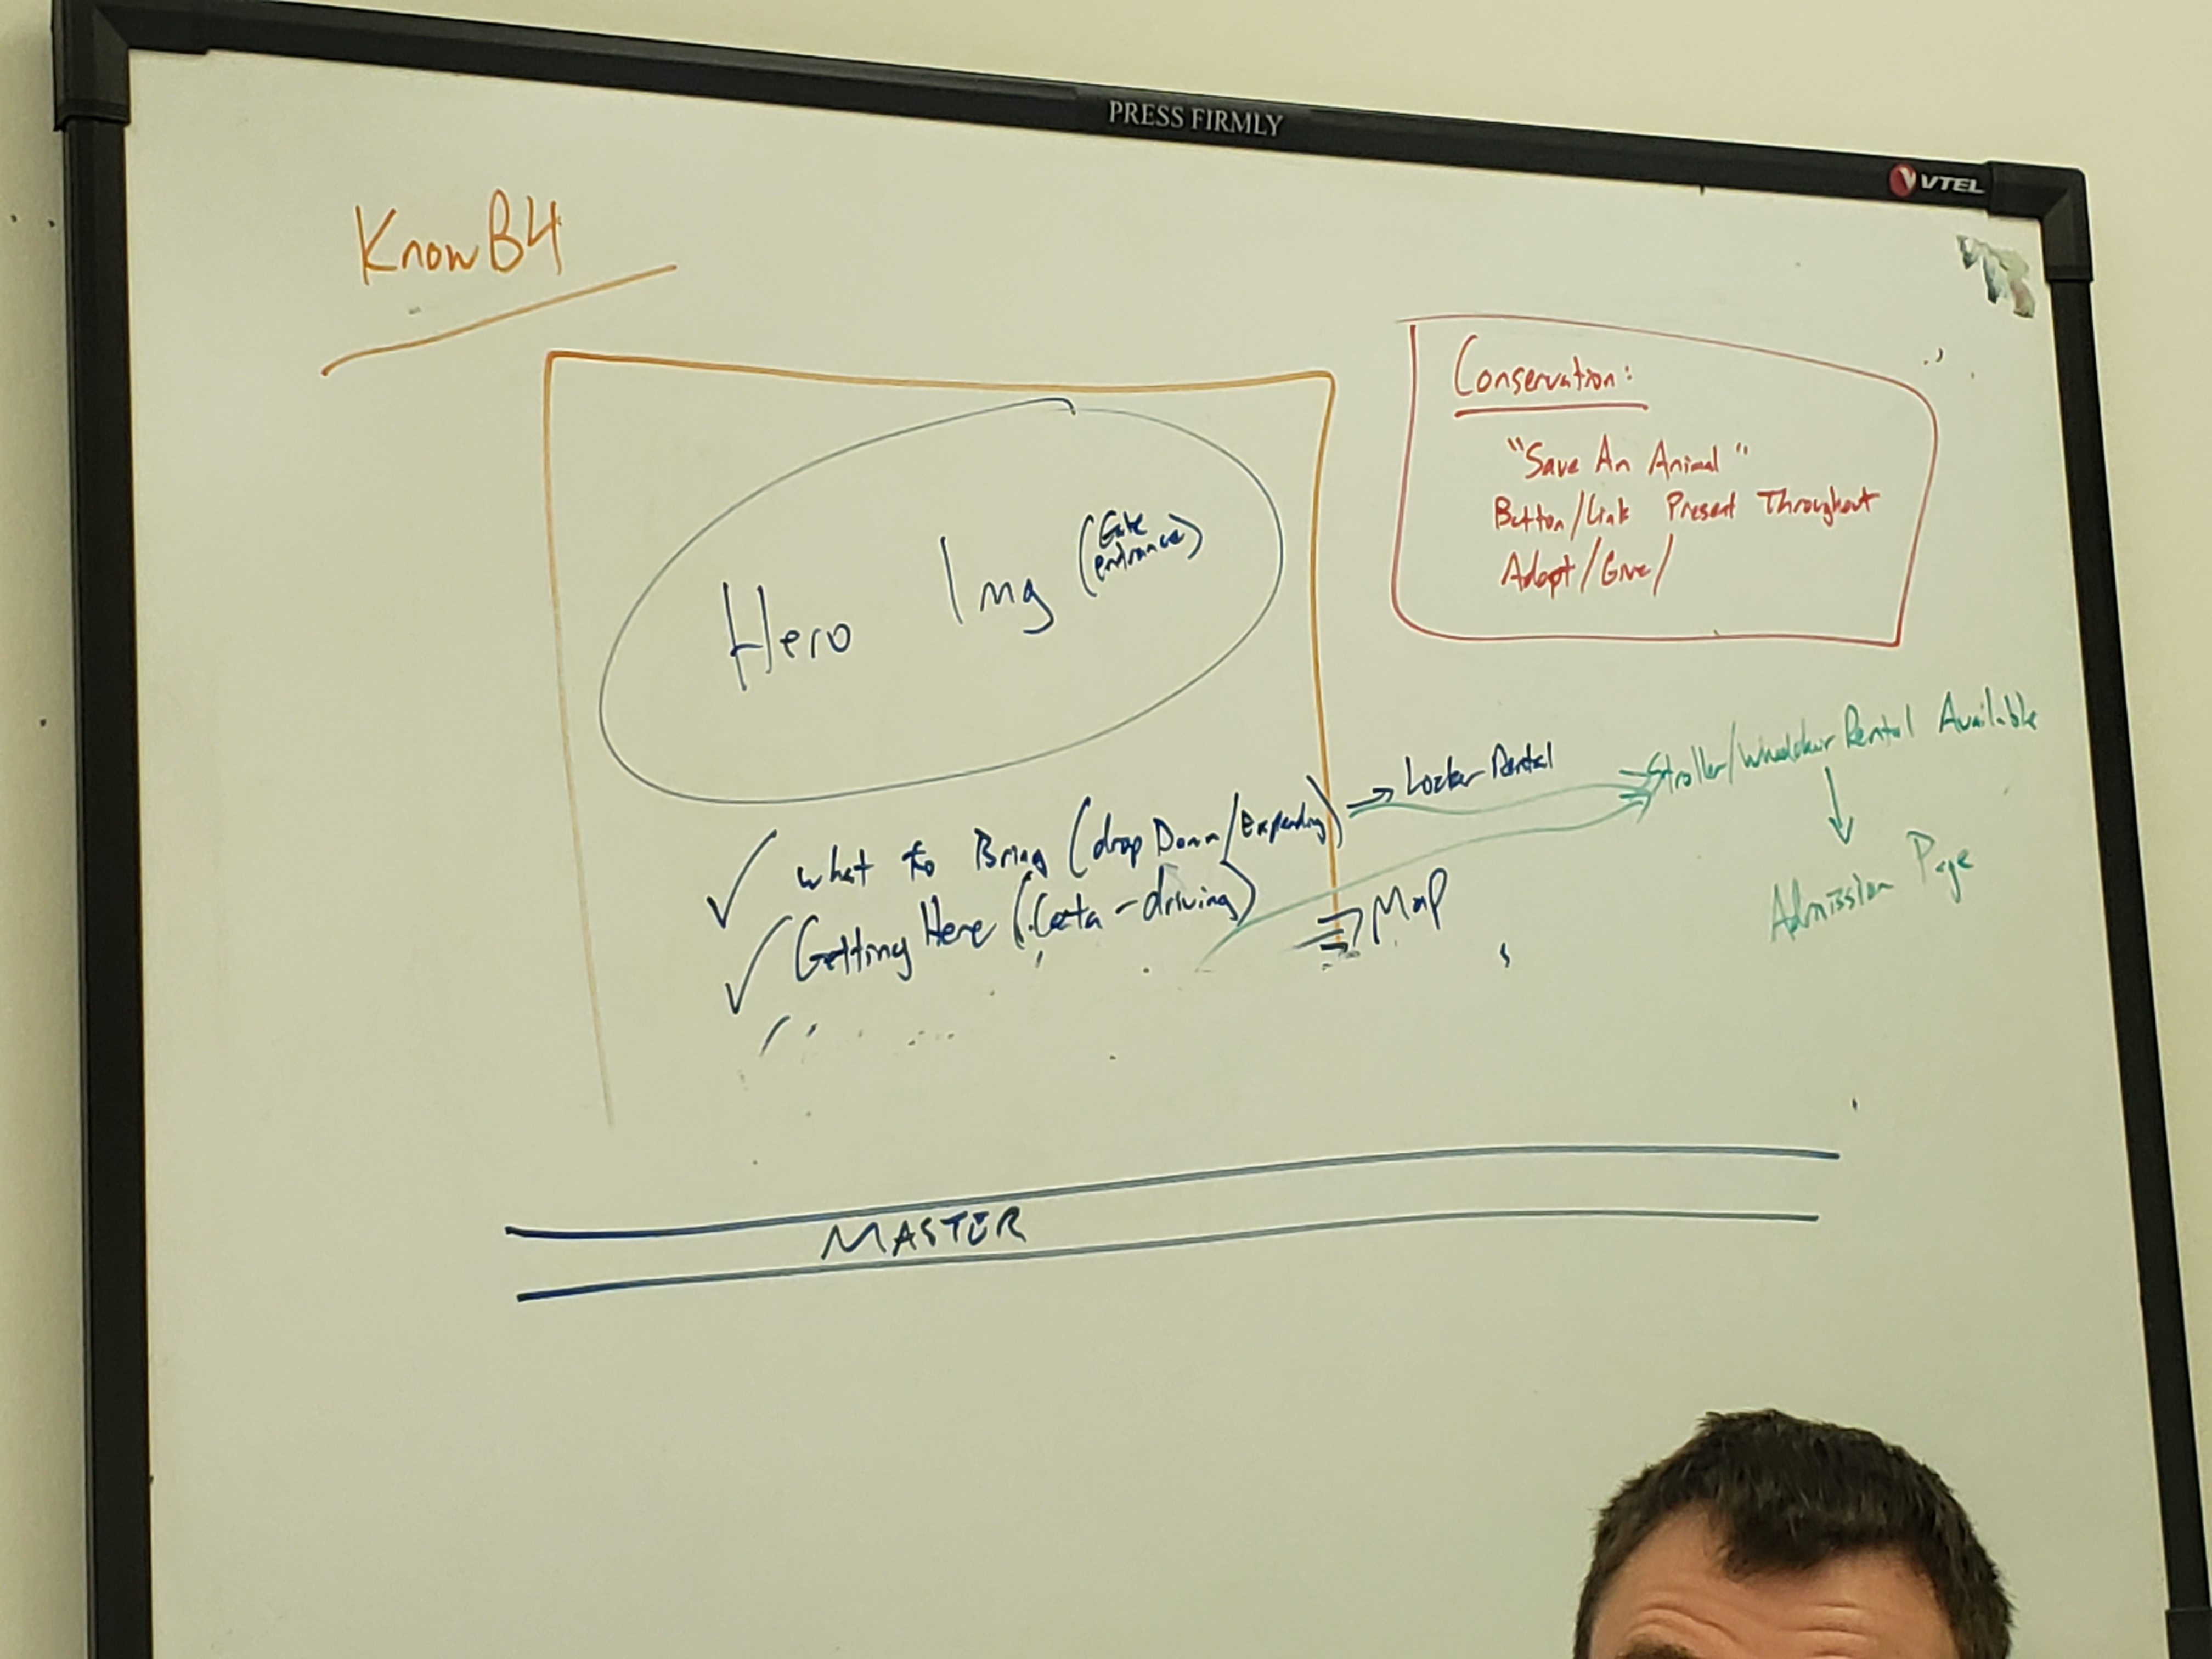 PRESS FIRMLY
VTEL
KnowB4
Hero Img (Gate
entrance)
Conservation:
"Save An Animal"
Button/Link Present Throughout
Adopt/Give/
✓ what to Bring (drop Down/Expanding) → Locker Rental
Stroller/Wheelchair Rental Available
✓ Getting Here (Cata - driving) → Map
Admission Page
MASTER